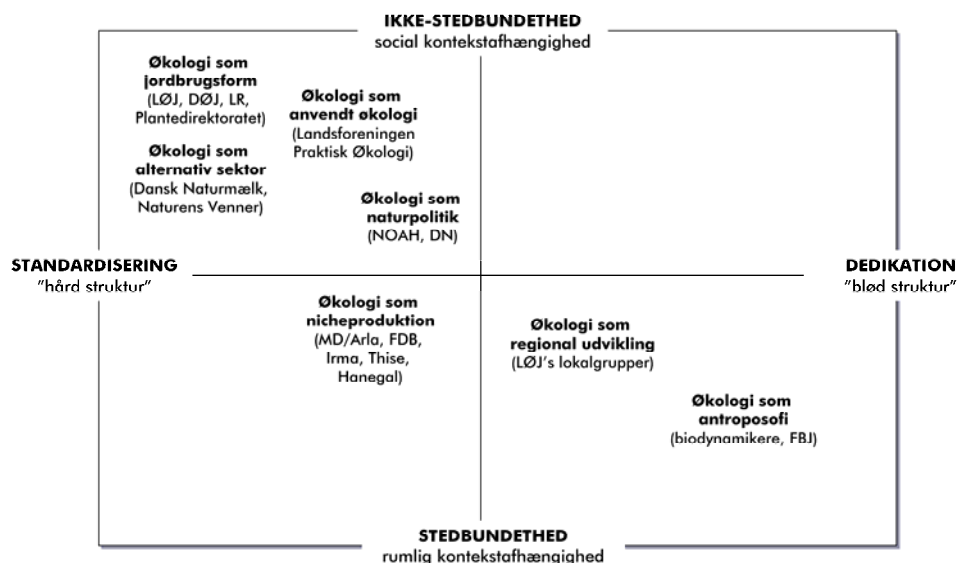 IKKE-STEDBUNDETHED
social kontekstafhængighed
Økologi som
jordbrugsform
(LØJ, DØJ, LR,
Plantedirektoratet)
Økologi som
anvendt økologi
(Landsforeningen
Praktisk Økologi)
Økologi som
alternativ sektor
(Dansk Naturmælk,
Naturens Venner)
Økologi som
naturpolitik
(NOAH, DN)
STANDARDISERING
"hård struktur"
DEDIKATION
"blød struktur"
Økologi som
nicheproduktion
(MD/Arla, FDB,
Irma, Thise,
Hanegal)
Økologi som
regional udvikling
(LØJ's lokalgrupper)
Økologi som
antroposofi
(biodynamikere, FBJ)
STEDBUNDETHED
rumlig kontekstafhængighed